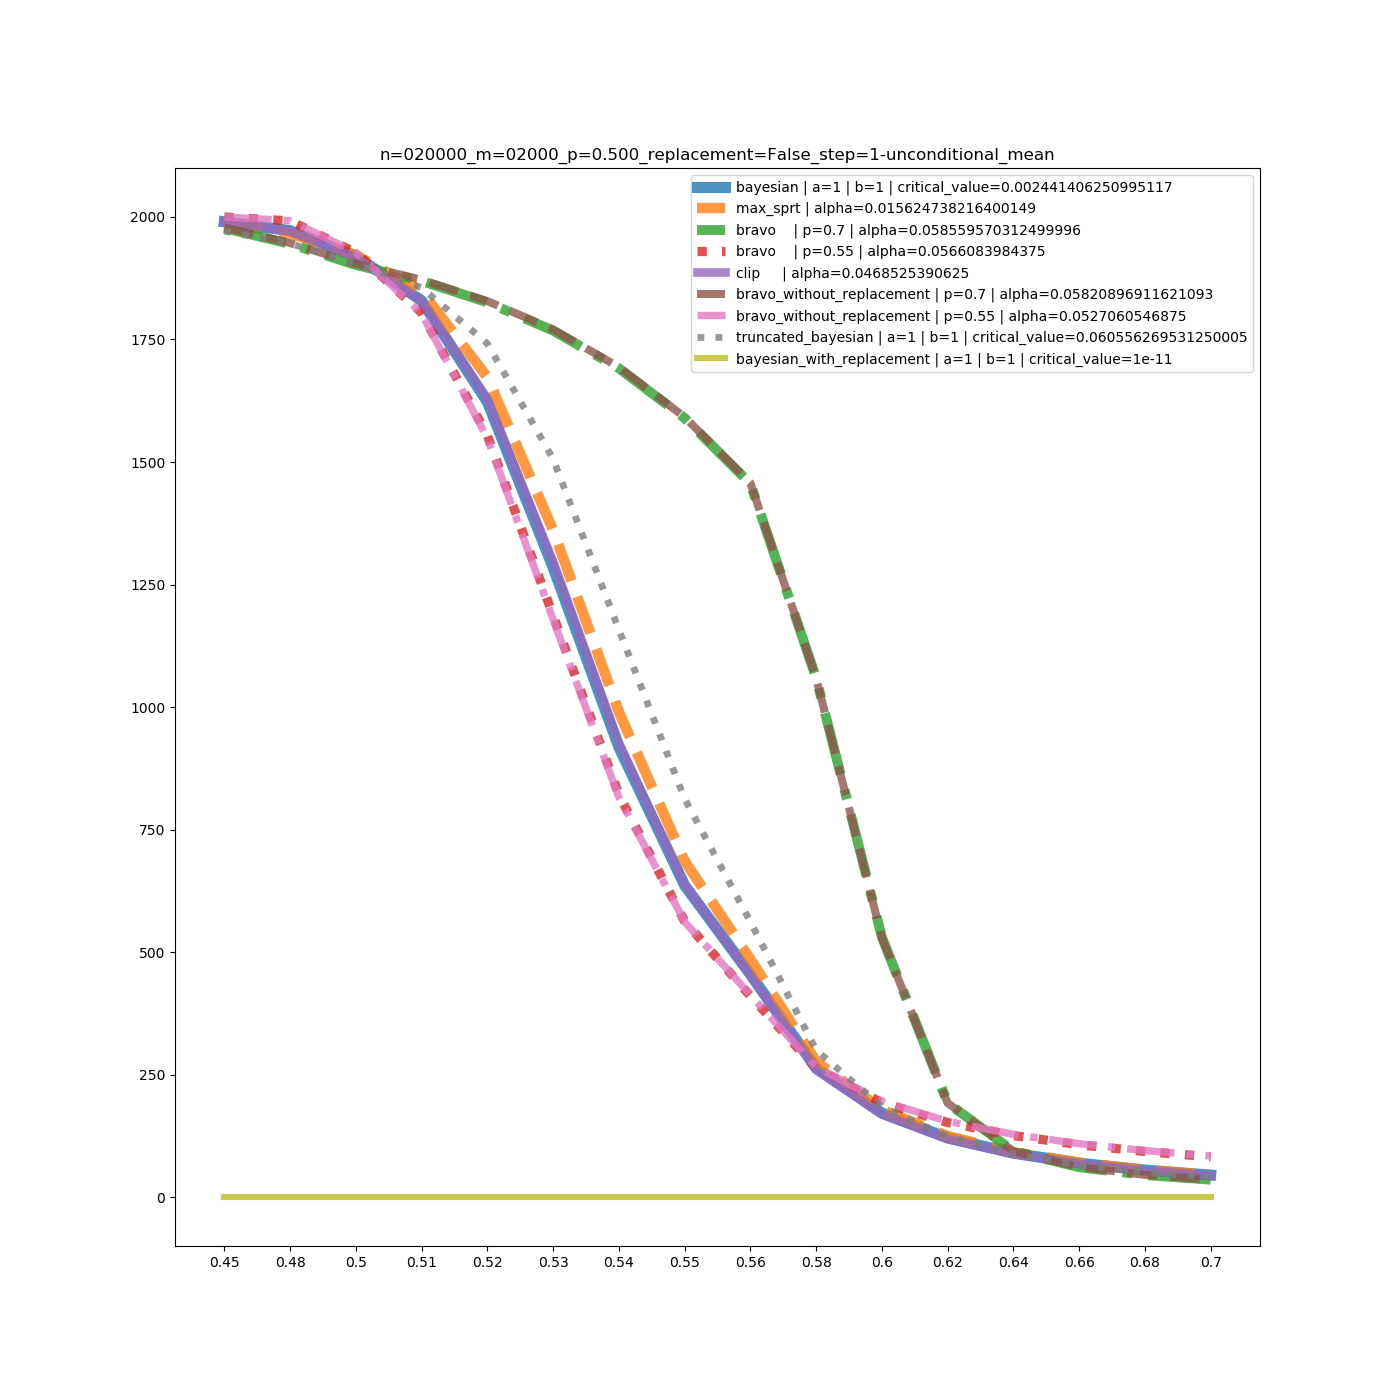 n=020000_m=02000_p=0.500_replacement=False_step=1-unconditional_mean
bayesian | a=1 | b=1 | critical_value=0.002441406250995117
max_sprt | alpha=0.015624738216400149
bravo    | p=0.7 | alpha=0.058559570312499996
bravo    | p=0.55 | alpha=0.0566083984375
clip     | alpha=0.0468525390625
bravo_without_replacement | p=0.7 | alpha=0.05820896911621093
bravo_without_replacement | p=0.55 | alpha=0.0527060546875
truncated_bayesian | a=1 | b=1 | critical_value=0.060556269531250005
bayesian_with_replacement | a=1 | b=1 | critical_value=1e-11
2000
1750
1500
1250
1000
750
500
250
0
0.45 0.48 0.5 0.51 0.52 0.53 0.54 0.55 0.56 0.58 0.6 0.62 0.64 0.66 0.68 0.7